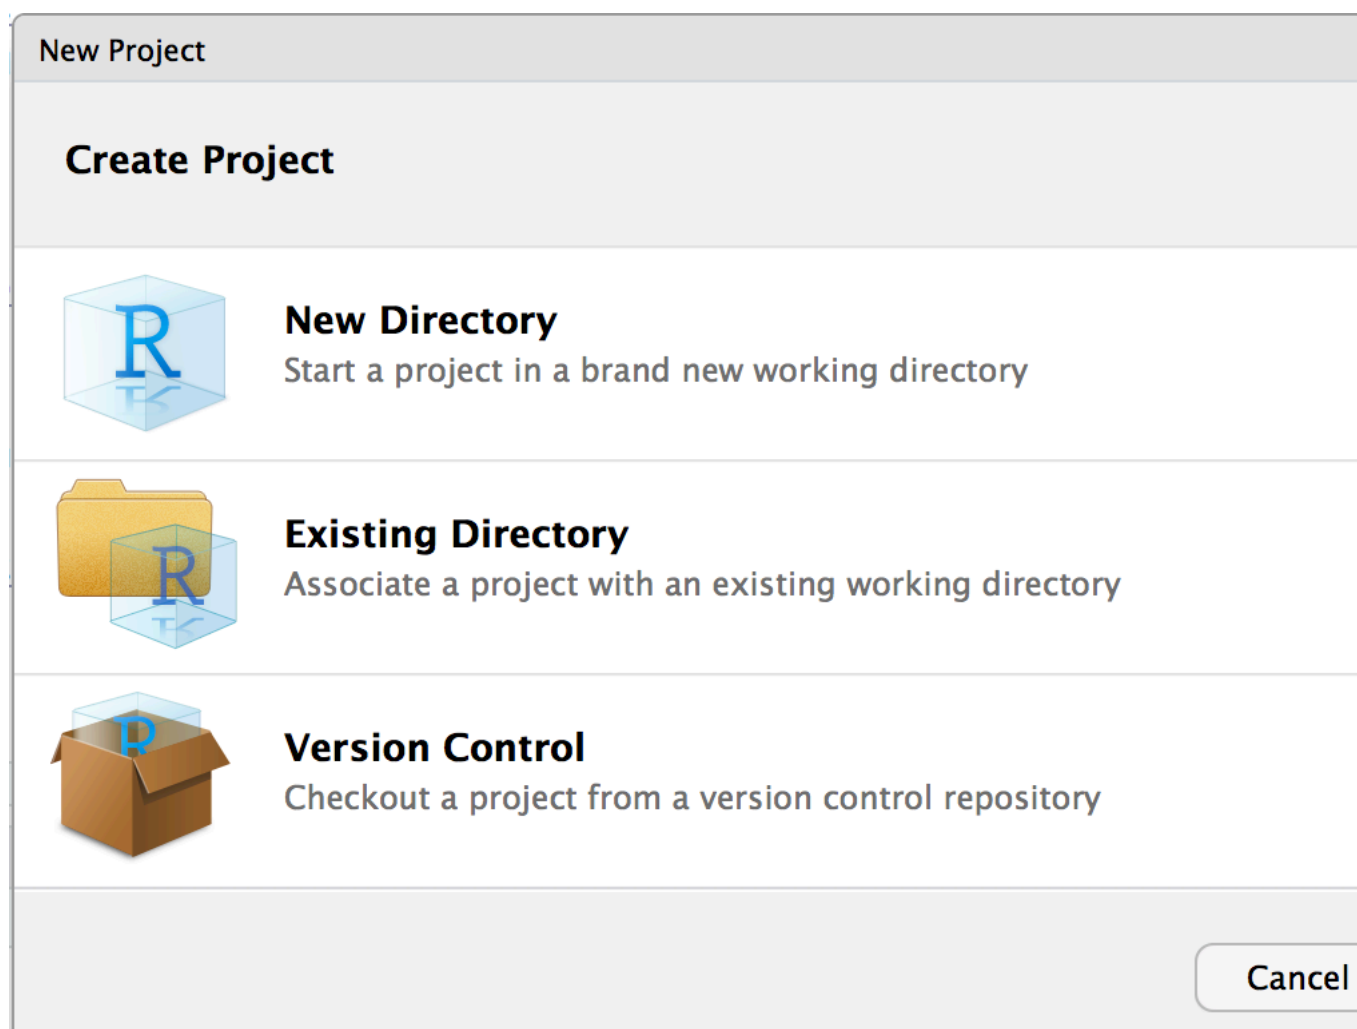 New Project
Create Project
R
New Directory
Start a project in a brand new working directory
R
Existing Directory
Associate a project with an existing working directory
R
Version Control
Checkout a project from a version control repository
Cancel